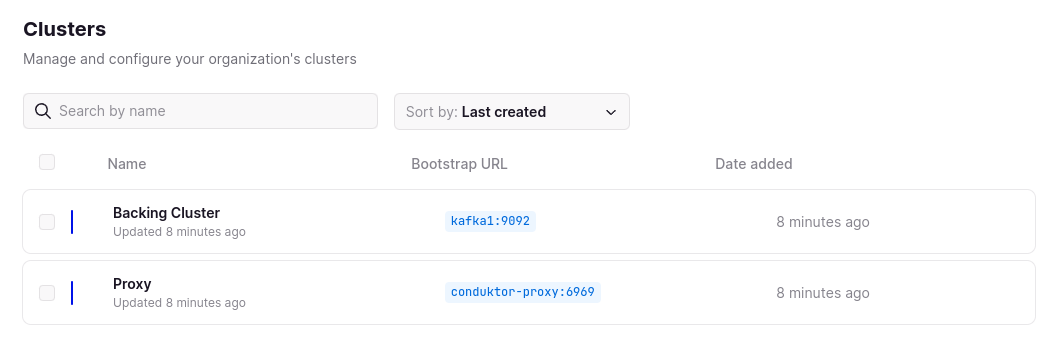 Clusters
Manage and configure your organization's clusters
Search by name
Sort by: Last created
Name Bootstrap URL Date added
Backing Cluster
Updated 8 minutes ago
kafka1:9092
8 minutes ago
Proxy
Updated 8 minutes ago
conduktor-proxy:6969
8 minutes ago